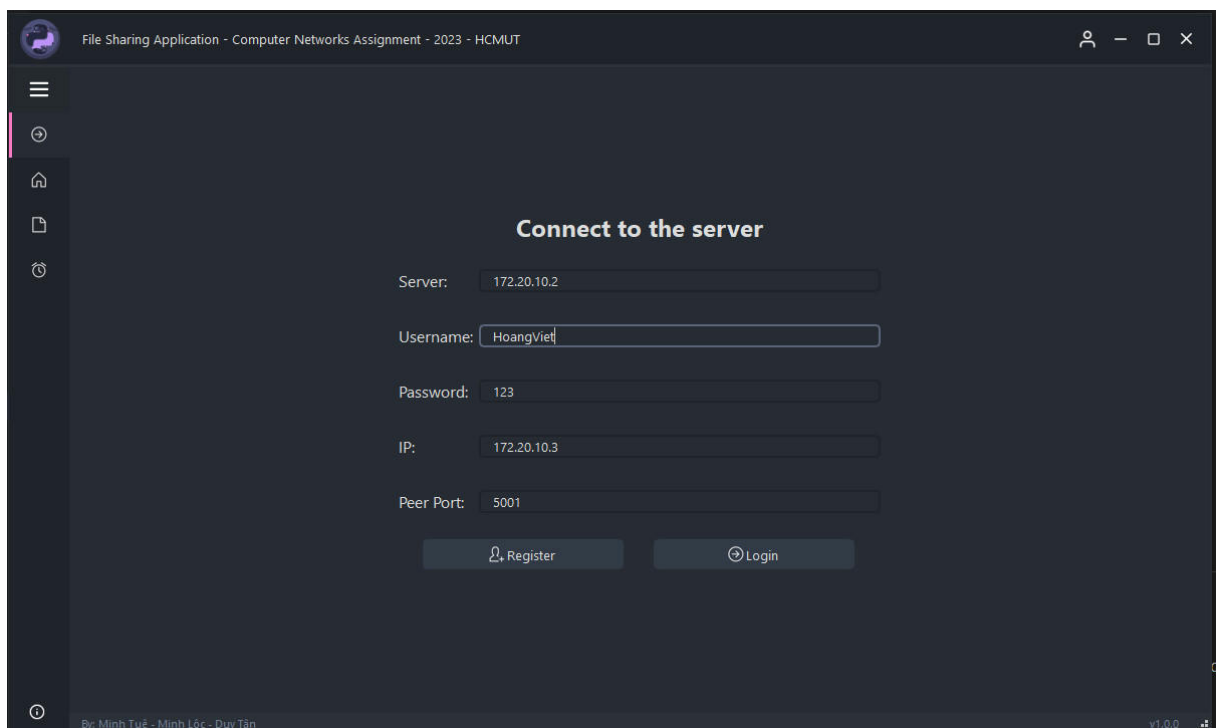 File Sharing Application - Computer Networks Assignment - 2023 - HCMUT
Connect to the server
Server: 172.20.10.2
Username: HoangViet
Password: 123
IP: 172.20.10.3
Peer Port: 5001
Register Login
By: Minh Tuệ - Minh Lộc - Duy Tân v1.0.0